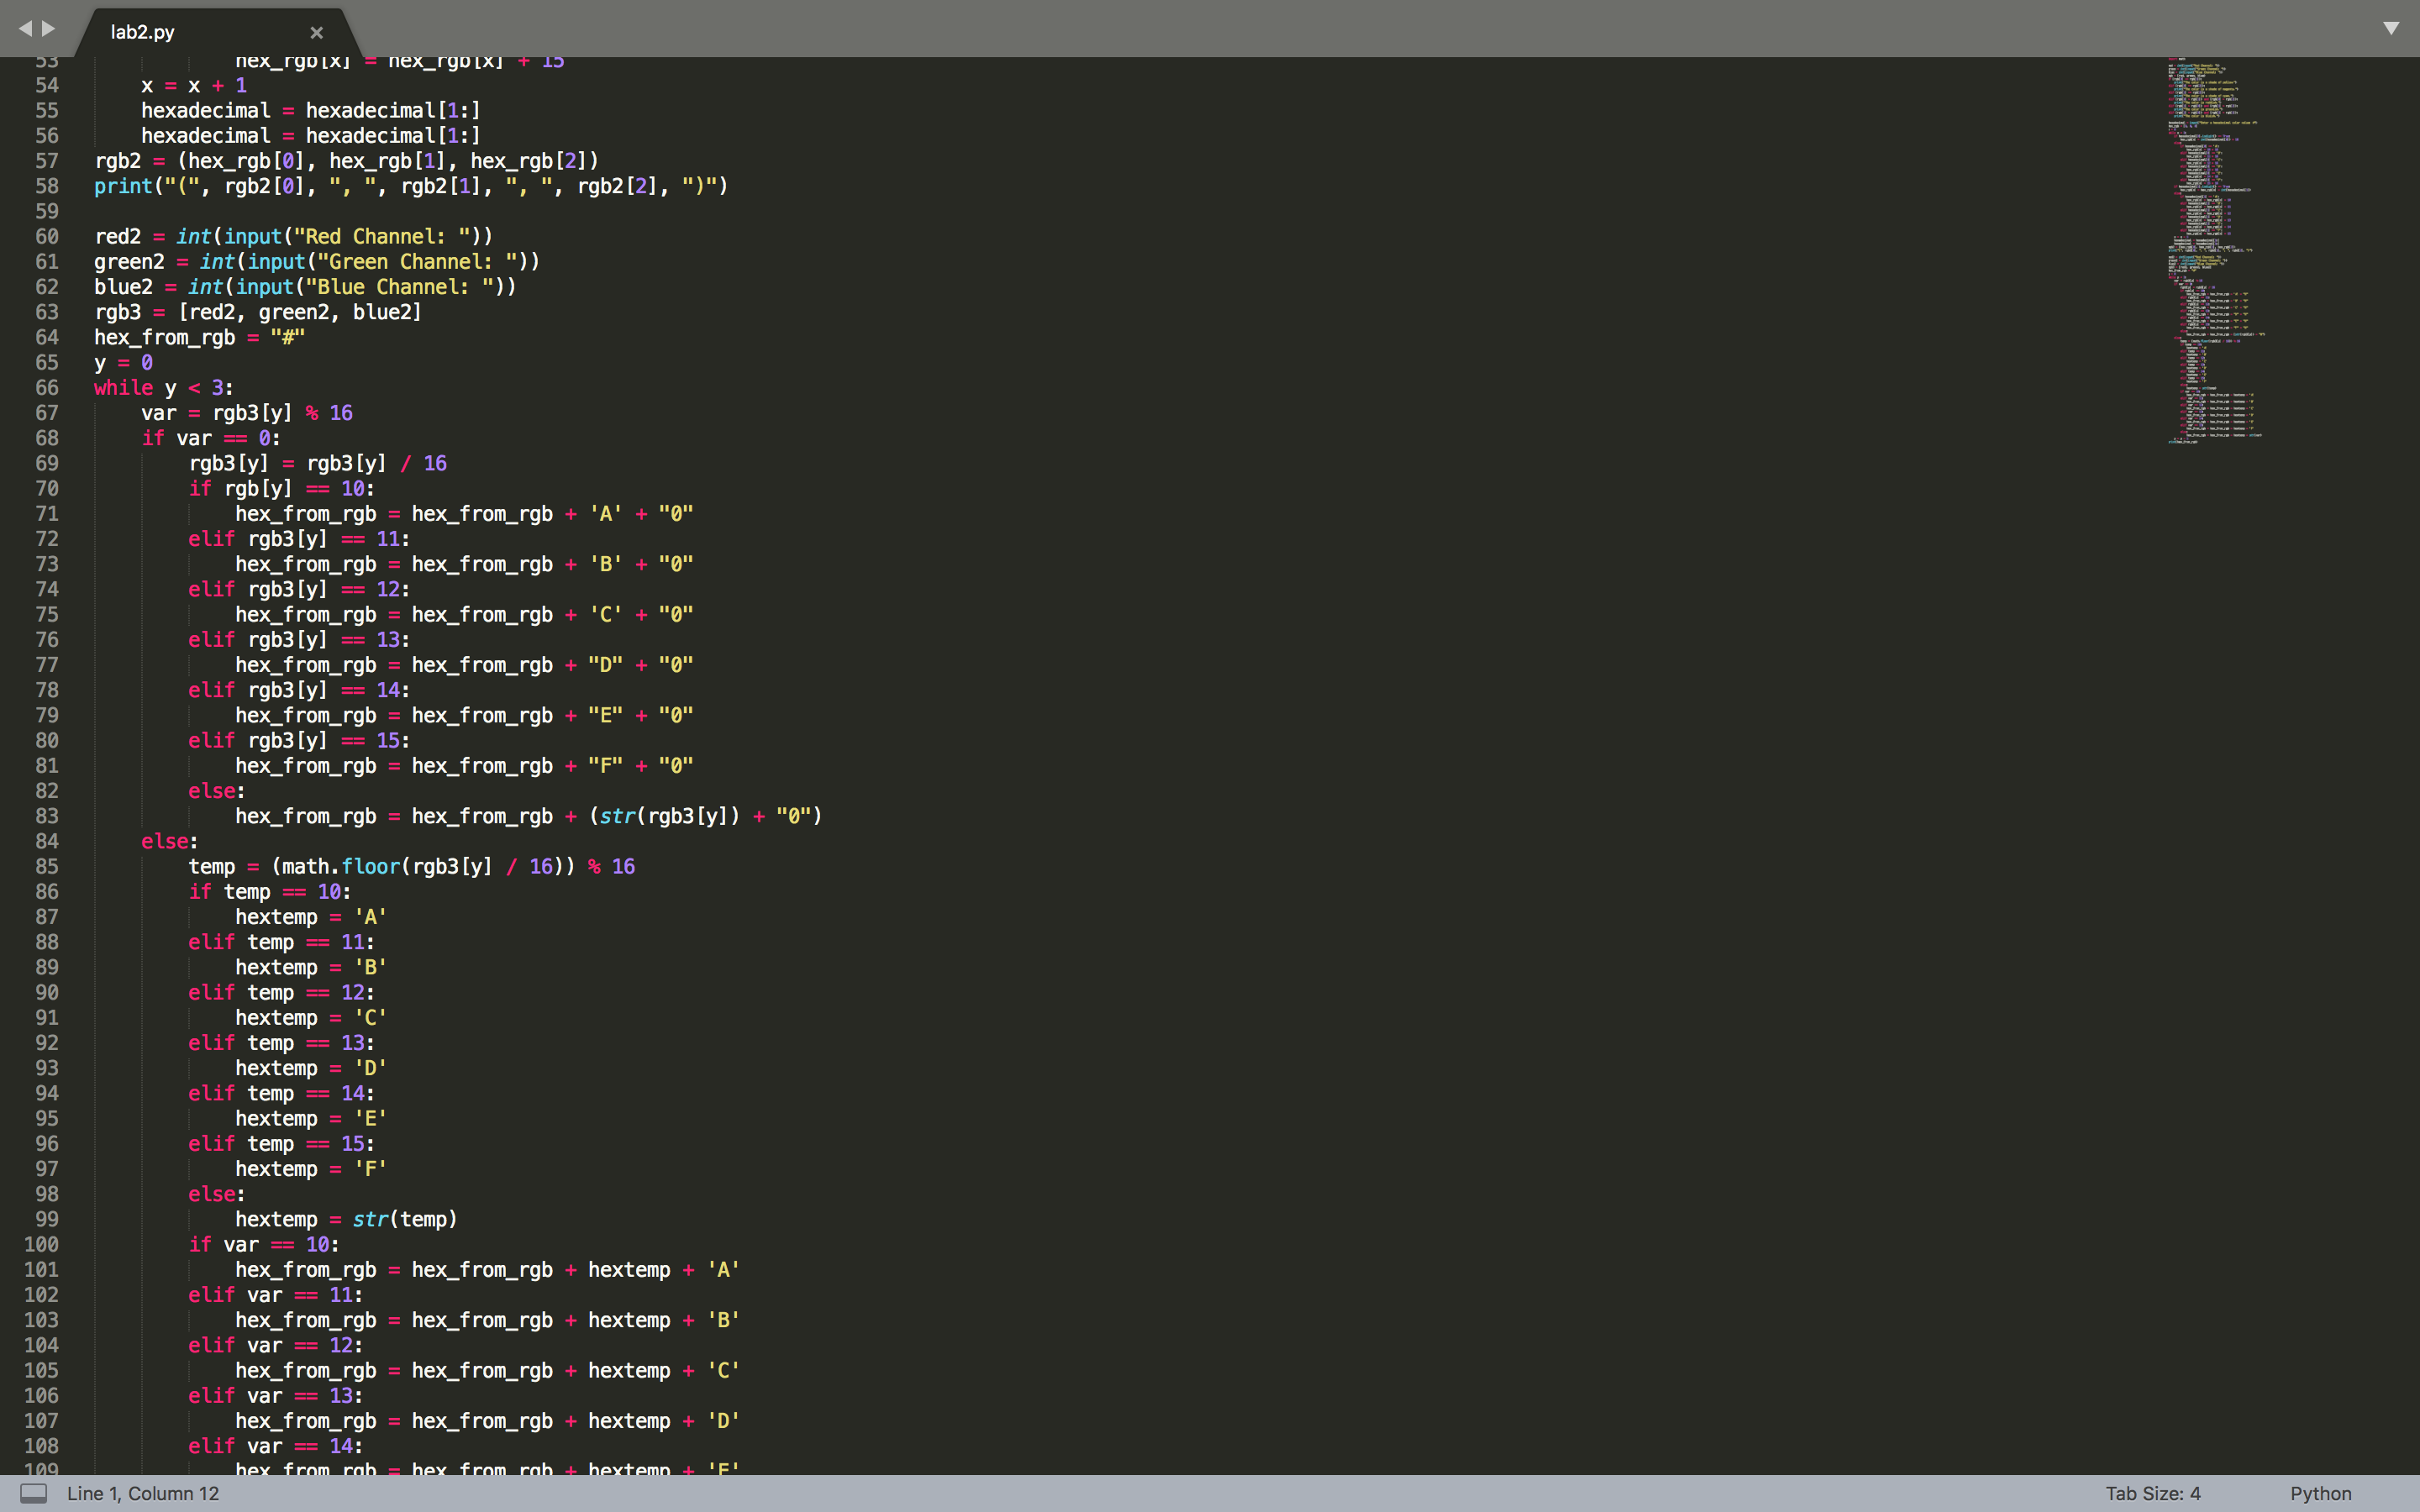 lab2.py
53 hex_rgb[x] = hex_rgb[x] + 15
54     x = x + 1
55     hexadecimal = hexadecimal[1:]
56     hexadecimal = hexadecimal[1:]
57 rgb2 = (hex_rgb[0], hex_rgb[1], hex_rgb[2])
58 print("(", rgb2[0], ", ", rgb2[1], ", ", rgb2[2], ")")
59
60 red2 = int(input("Red Channel: "))
61 green2 = int(input("Green Channel: "))
62 blue2 = int(input("Blue Channel: "))
63 rgb3 = [red2, green2, blue2]
64 hex_from_rgb = "#"
65 y = 0
66 while y < 3:
67     var = rgb3[y] % 16
68     if var == 0:
69         rgb3[y] = rgb3[y] / 16
70         if rgb[y] == 10:
71             hex_from_rgb = hex_from_rgb + 'A' + "0"
72         elif rgb3[y] == 11:
73             hex_from_rgb = hex_from_rgb + 'B' + "0"
74         elif rgb3[y] == 12:
75             hex_from_rgb = hex_from_rgb + 'C' + "0"
76         elif rgb3[y] == 13:
77             hex_from_rgb = hex_from_rgb + "D" + "0"
78         elif rgb3[y] == 14:
79             hex_from_rgb = hex_from_rgb + "E" + "0"
80         elif rgb3[y] == 15:
81             hex_from_rgb = hex_from_rgb + "F" + "0"
82         else:
83             hex_from_rgb = hex_from_rgb + (str(rgb3[y]) + "0")
84     else:
85         temp = (math.floor(rgb3[y] / 16)) % 16
86         if temp == 10:
87             hextemp = 'A'
88         elif temp == 11:
89             hextemp = 'B'
90         elif temp == 12:
91             hextemp = 'C'
92         elif temp == 13:
93             hextemp = 'D'
94         elif temp == 14:
95             hextemp = 'E'
96         elif temp == 15:
97             hextemp = 'F'
98         else:
99             hextemp = str(temp)
100         if var == 10:
101             hex_from_rgb = hex_from_rgb + hextemp + 'A'
102         elif var == 11:
103             hex_from_rgb = hex_from_rgb + hextemp + 'B'
104         elif var == 12:
105             hex_from_rgb = hex_from_rgb + hextemp + 'C'
106         elif var == 13:
107             hex_from_rgb = hex_from_rgb + hextemp + 'D'
108         elif var == 14:
109             hex_from_rgb = hex_from_rgb + hextemp + 'E'
Line 1, Column 12
Tab Size: 4
Python